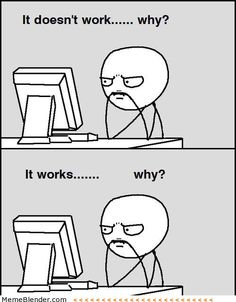 It doesn't work...... why?
It works....... why?
MemeBlender.com